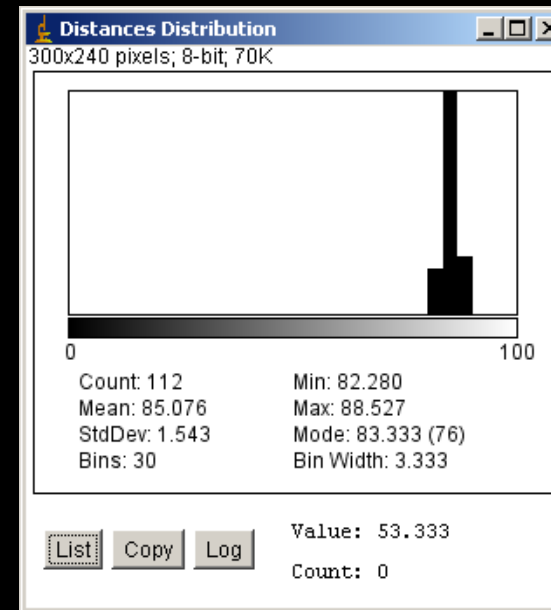 Distances Distribution
300x240 pixels; 8-bit; 70K
0 100
Count: 112 Min: 82.280
Mean: 85.076 Max: 88.527
StdDev: 1.543 Mode: 83.333 (76)
Bins: 30 Bin Width: 3.333
List Copy Log Value: 53.333
Count: 0